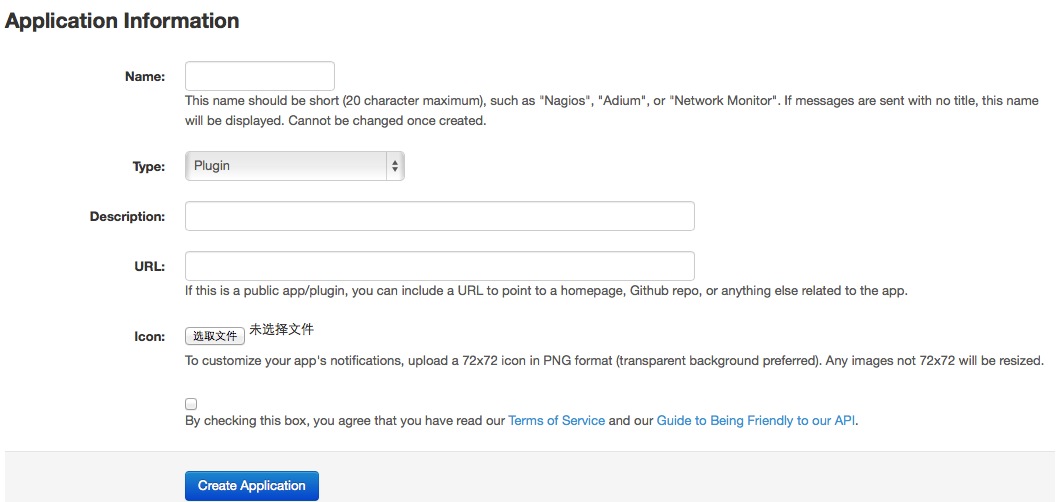 Application Information
Name:
This name should be short (20 character maximum), such as "Nagios", "Adium", or "Network Monitor". If messages are sent with no title, this name
will be displayed. Cannot be changed once created.
Type:
Plugin
Description:
URL:
If this is a public app/plugin, you can include a URL to point to a homepage, Github repo, or anything else related to the app.
Icon:
选取文件 未选择文件
To customize your app's notifications, upload a 72x72 icon in PNG format (transparent background preferred). Any images not 72x72 will be resized.
By checking this box, you agree that you have read our Terms of Service and our Guide to Being Friendly to our API.
Create Application